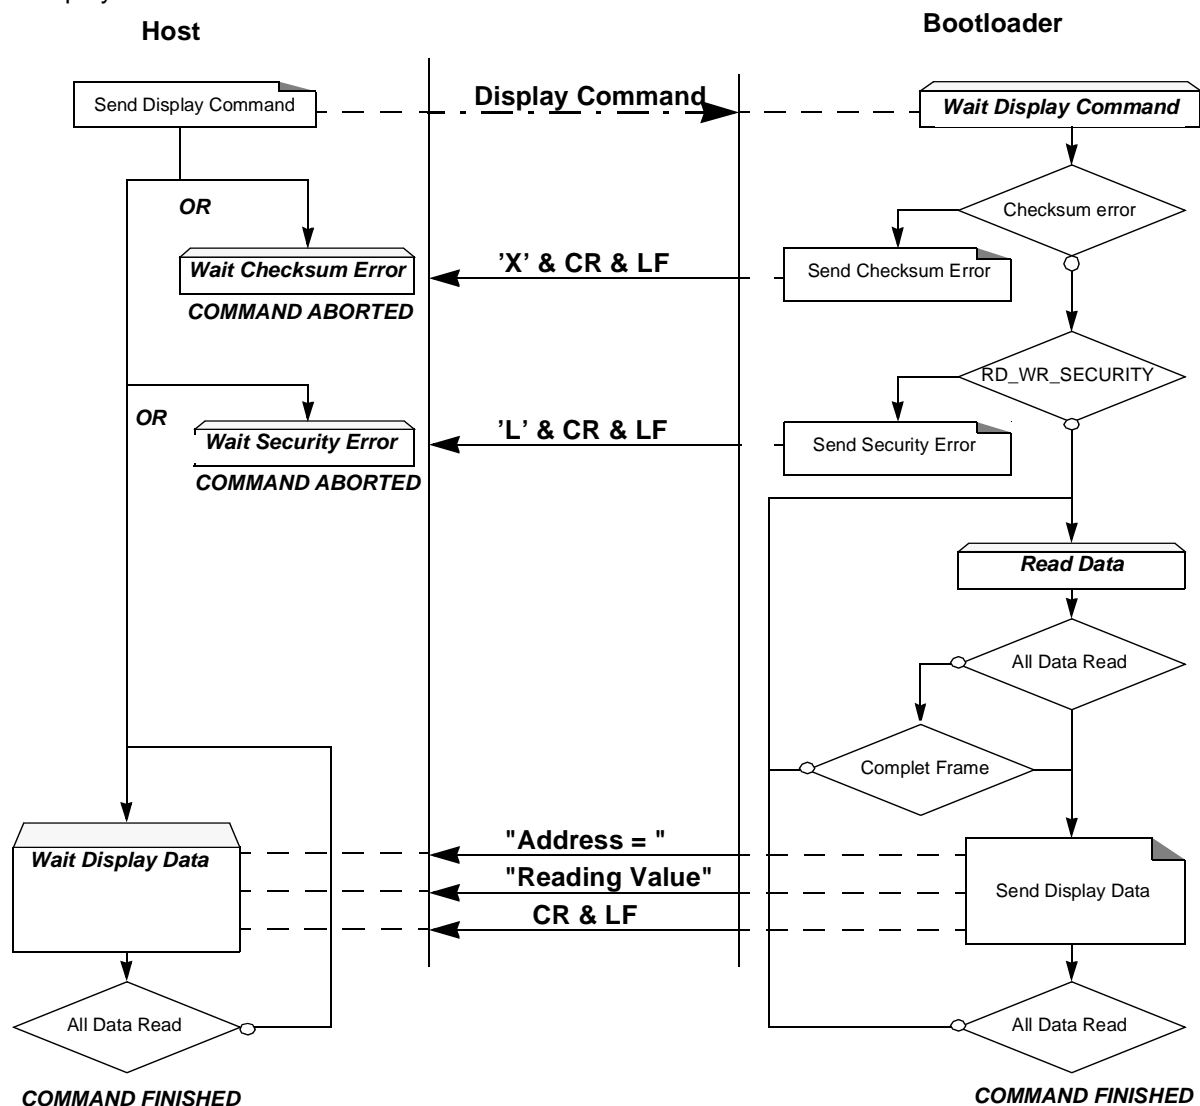 Host
Bootloader
Send Display Command
Display Command
Wait Display Command
OR
Checksum error
Wait Checksum Error
'X' & CR & LF
Send Checksum Error
COMMAND ABORTED
RD_WR_SECURITY
OR
Wait Security Error
'L' & CR & LF
Send Security Error
COMMAND ABORTED
Read Data
All Data Read
Complet Frame
Wait Display Data
"Address = "
"Reading Value"
CR & LF
Send Display Data
All Data Read
All Data Read
COMMAND FINISHED
COMMAND FINISHED